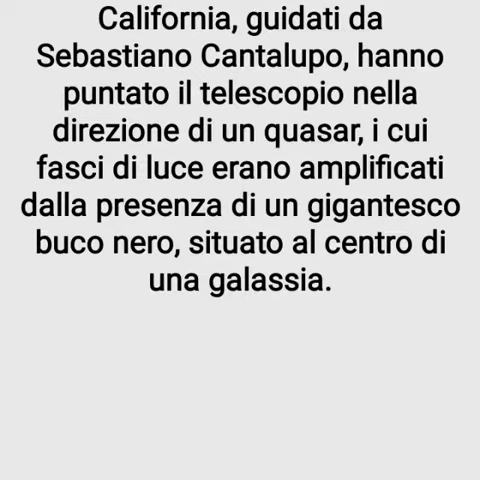 California, guidati da
Sebastiano Cantalupo, hanno
puntato il telescopio nella
direzione di un quasar, i cui
fasci di luce erano amplificati
dalla presenza di un gigantesco
buco nero, situato al centro di
una galassia.